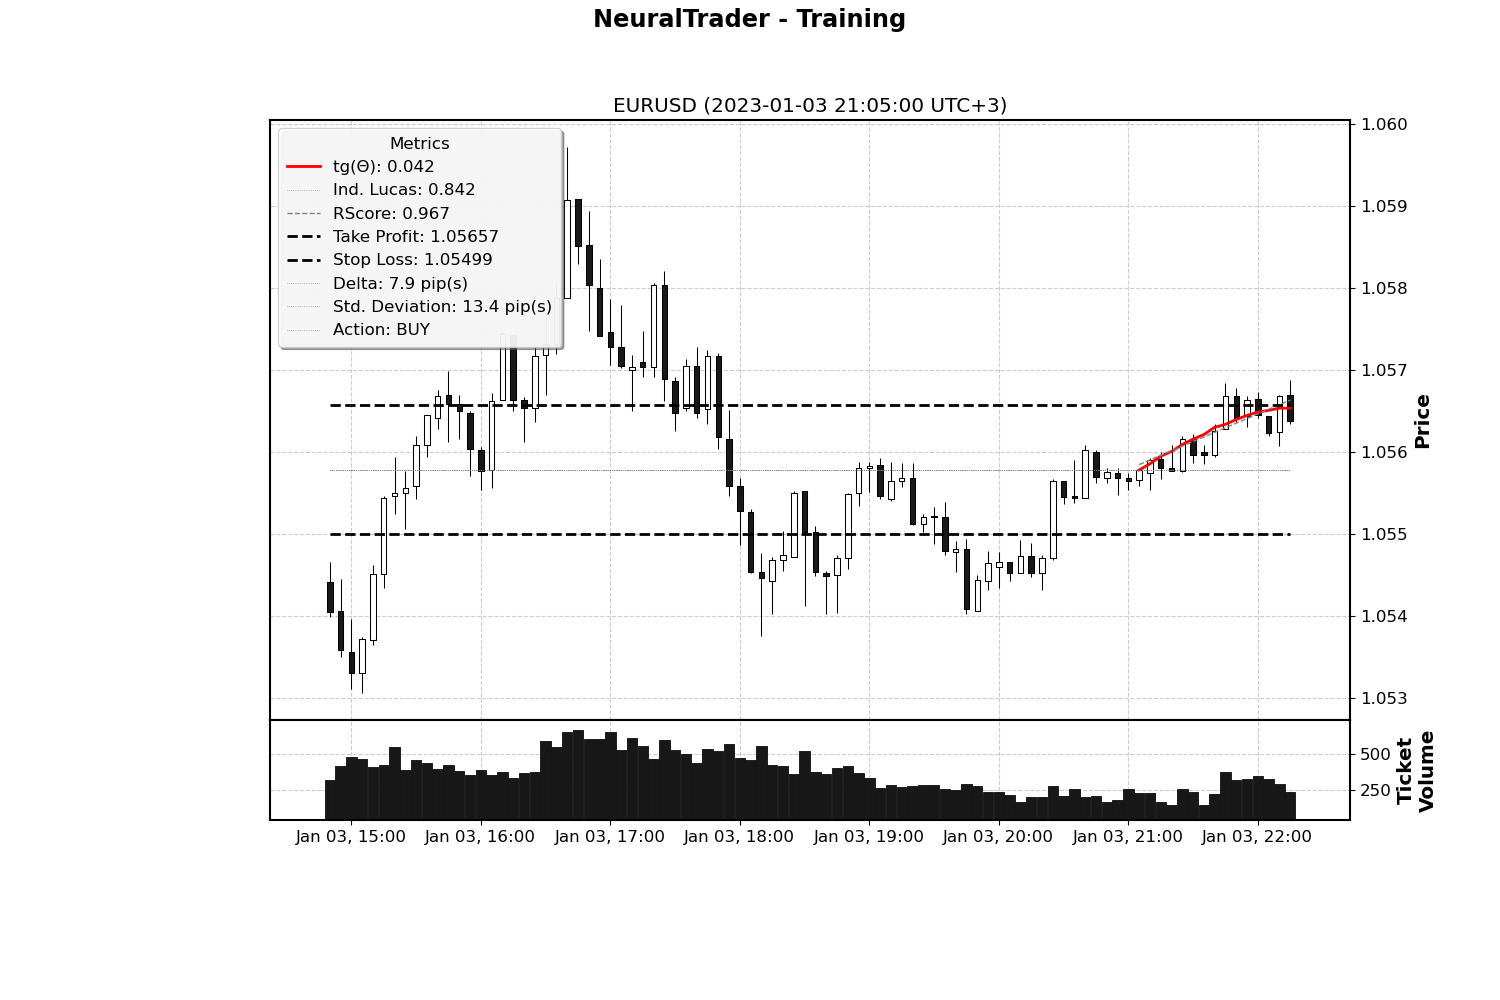 NeuralTrader - Training
EURUSD (2023-01-03 21:05:00 UTC+3)
Metrics
tg(Θ): 0.042
Ind. Lucas: 0.842
RScore: 0.967
Take Profit: 1.05657
Stop Loss: 1.05499
Delta: 7.9 pip(s)
Std. Deviation: 13.4 pip(s)
Action: BUY
1.060
1.059
1.058
1.057
1.056
1.055
1.054
1.053
Price
500
250
Ticket
Volume
Jan 03, 15:00
Jan 03, 16:00
Jan 03, 17:00
Jan 03, 18:00
Jan 03, 19:00
Jan 03, 20:00
Jan 03, 21:00
Jan 03, 22:00